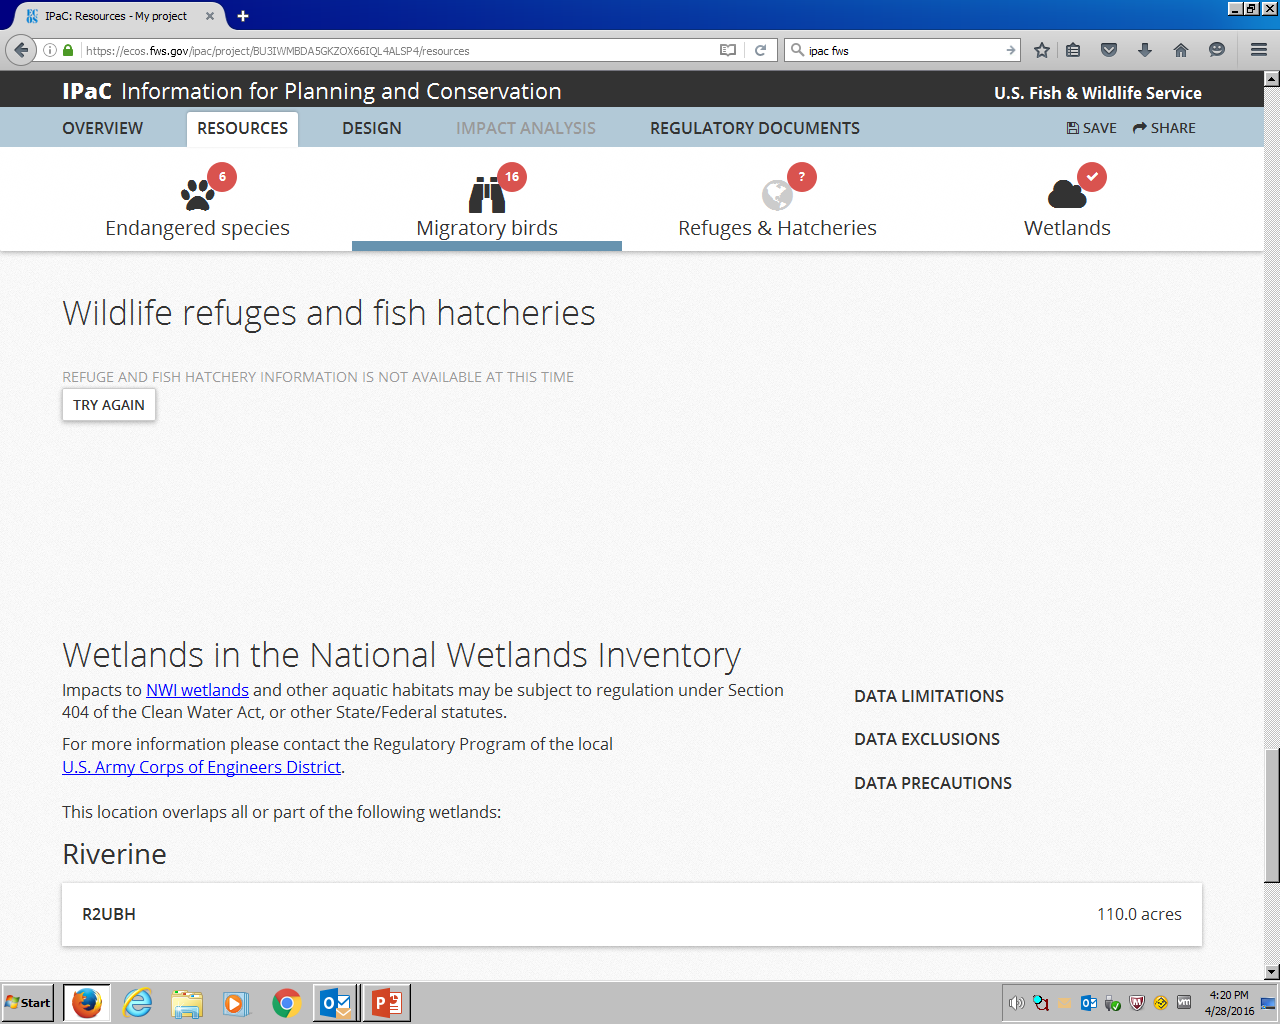 IPaC: Resources - My project
https://ecos.fws.gov/ipac/project/BU3IWMBDA5GKZOX66IQL4ALSP4/resources
ipac fws
IPaC Information for Planning and Conservation
U.S. Fish & Wildlife Service
OVERVIEW
RESOURCES
DESIGN
IMPACT ANALYSIS
REGULATORY DOCUMENTS
SAVE
SHARE
6
16
?
Endangered species
Migratory birds
Refuges & Hatcheries
Wetlands
Wildlife refuges and fish hatcheries
REFUGE AND FISH HATCHERY INFORMATION IS NOT AVAILABLE AT THIS TIME
TRY AGAIN
Wetlands in the National Wetlands Inventory
Impacts to NWI wetlands and other aquatic habitats may be subject to regulation under Section
404 of the Clean Water Act, or other State/Federal statutes.
For more information please contact the Regulatory Program of the local
U.S. Army Corps of Engineers District.
DATA LIMITATIONS
DATA EXCLUSIONS
DATA PRECAUTIONS
This location overlaps all or part of the following wetlands:
Riverine
R2UBH
110.0 acres
Start
4:20 PM
4/28/2016